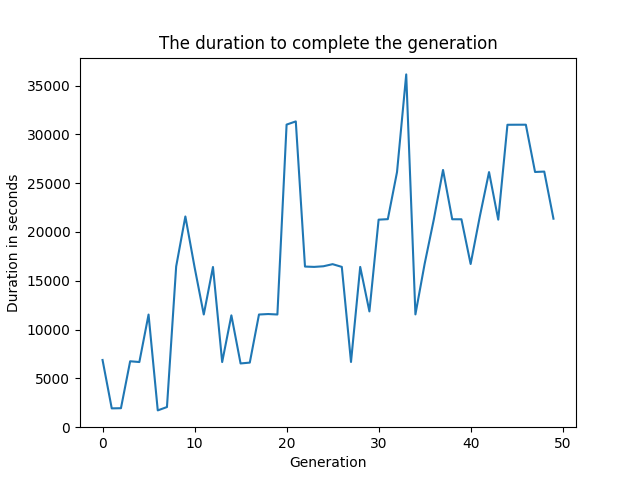 The duration to complete the generation
35000
30000
25000
20000
15000
10000
5000
0
Duration in seconds
0 10 20 30 40 50
Generation